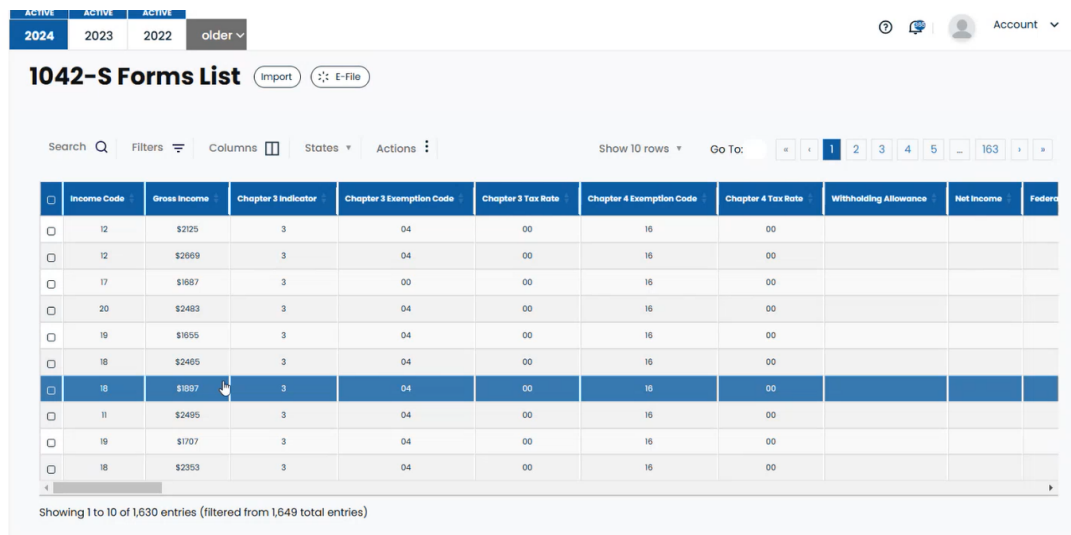 ACTIVE ACTIVE ACTIVE
2024 2023 2022 older
Account
1042-S Forms List Import E-File
Search Filters Columns States Actions Show 10 rows Go To: « ‹ 1 2 3 4 5 ... 163 › »
Income Code Gross Income Chapter 3 Indicator Chapter 3 Exemption Code Chapter 3 Tax Rate Chapter 4 Exemption Code Chapter 4 Tax Rate Withholding Allowance Net Income Federa
12 $2125 3 04 00 16 00
12 $2669 3 04 00 16 00
17 $1687 3 00 00 16 00
20 $2483 3 04 00 16 00
19 $1655 3 04 00 16 00
18 $2465 3 04 00 16 00
18 $1897 3 04 00 16 00
11 $2495 3 04 00 16 00
19 $1707 3 04 00 16 00
18 $2353 3 04 00 16 00
Showing 1 to 10 of 1,630 entries (filtered from 1,649 total entries)